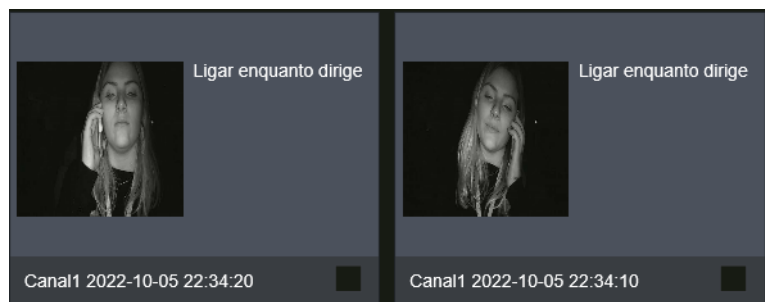 Ligar enquanto dirige
Canal1 2022-10-05 22:34:20
Ligar enquanto dirige
Canal1 2022-10-05 22:34:10